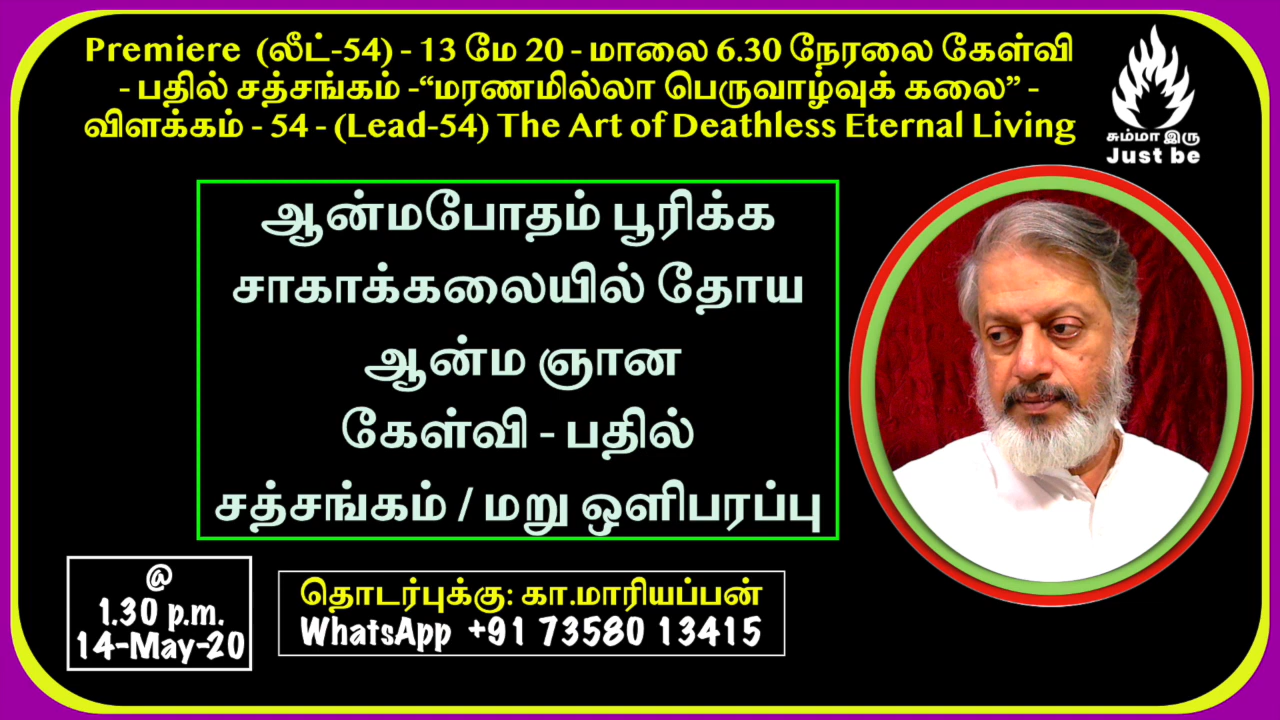 Premiere (லீட்-54) - 13 மே 20 - மாலை 6.30 நேரலை கேள்வி
- பதில் சத்சங்கம் -“மரணமில்லா பெருவாழ்வுக் கலை” -
விளக்கம் - 54 - (Lead-54) The Art of Deathless Eternal Living
சும்மா இரு
Just be
ஆன்மபோதம் பூரிக்க
சாகாக்கலையில் தோய
ஆன்ம ஞான
கேள்வி - பதில்
சத்சங்கம் / மறு ஒளிபரப்பு
@
1.30 p.m.
14-May-20
தொடர்புக்கு: கா.மாரியப்பன்
WhatsApp +91 73580 13415